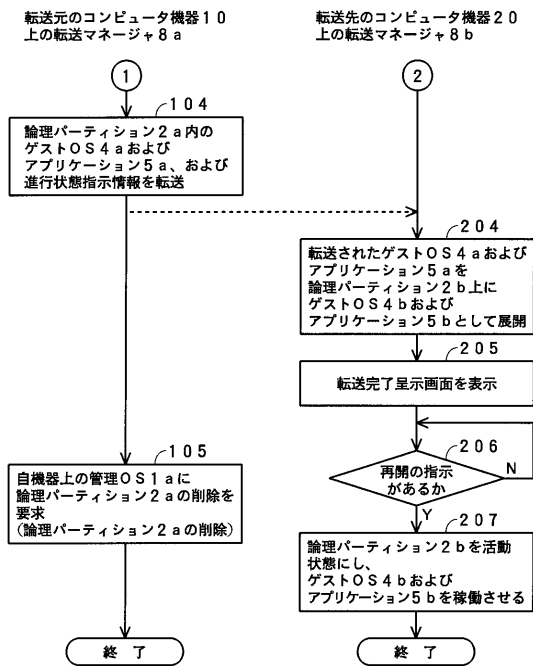 転送元のコンピュータ機器10
上の転送マネージャ8a
1
104
論理パーティション2a内の
ゲストOS4aおよび
アプリケーション5a、および
進行状態指示情報を転送
105
自機器上の管理OS1aに
論理パーティション2aの削除を
要求
(論理パーティション2aの削除)
終了
転送先のコンピュータ機器20
上の転送マネージャ8b
2
204
転送されたゲストOS4aおよび
アプリケーション5aを
論理パーティション2b上に
ゲストOS4bおよび
アプリケーション5bとして展開
205
転送完了呈示画面を表示
206
再開の指示
があるか
N
Y
207
論理パーティション2bを活動
状態にし、
ゲストOS4bおよび
アプリケーション5bを稼働させる
終了